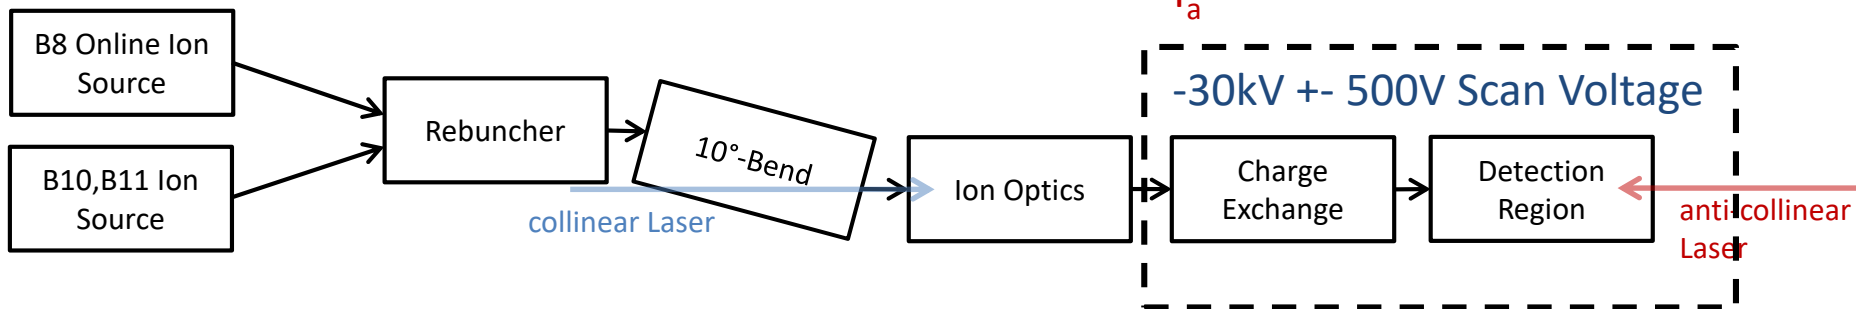 B8 Online Ion
Source
B10,B11 Ion
Source
Rebuncher
10°-Bend
collinear Laser
Ion Optics
a
-30kV +- 500V Scan Voltage
Charge
Exchange
Detection
Region
anti-collinear
Laser